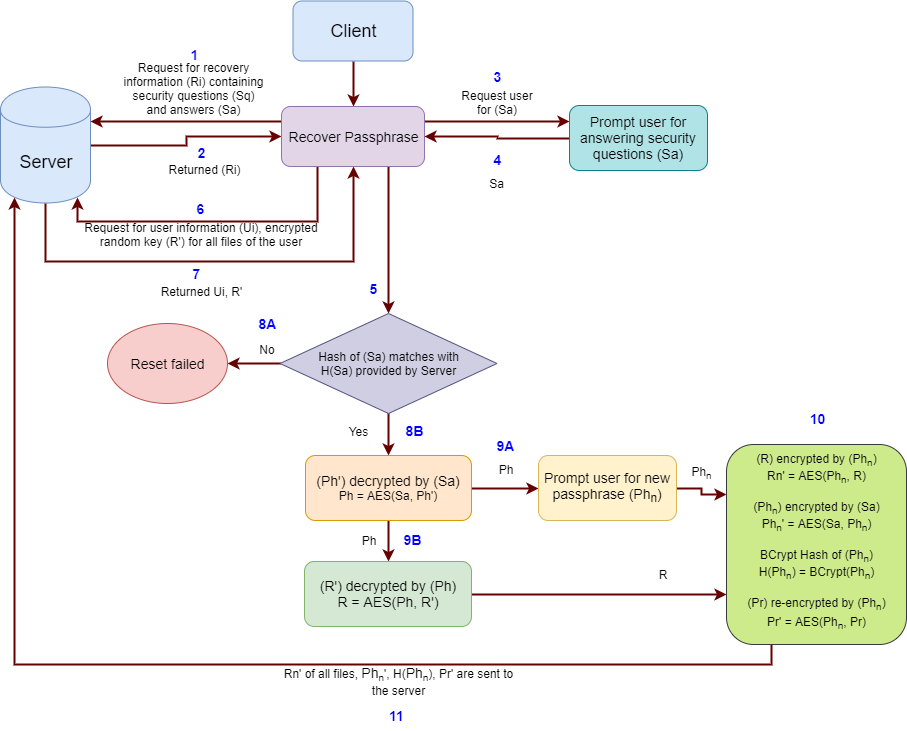 Client
1
Request for recovery
information (Ri) containing
security questions (Sq)
and answers (Sa)
3
Request user
for (Sa)
Prompt user for
answering security
questions (Sa)
Recover Passphrase
Server
2
Returned (Ri)
4
Sa
6
Request for user information (Ui), encrypted
random key (R') for all files of the user
7
Returned Ui, R'
5
8A
No
Reset failed
Hash of (Sa) matches with
H(Sa) provided by Server
Yes
8B
9A
Ph
(Ph') decrypted by (Sa)
Ph = AES(Sa, Ph')
Prompt user for new
passphrase (Phn)
Phn
10
(R) encrypted by (Phn)
Rn' = AES(Phn, R)
(Phn) encrypted by (Sa)
Phn' = AES(Sa, Phn)
BCrypt Hash of (Phn)
H(Phn) = BCrypt(Phn)
(Pr) re-encrypted by (Phn)
Pr' = AES(Phn, Pr)
Ph
9B
(R') decrypted by (Ph)
R = AES(Ph, R')
R
Rn' of all files, Phn', H(Phn), Pr' are sent to
the server
11